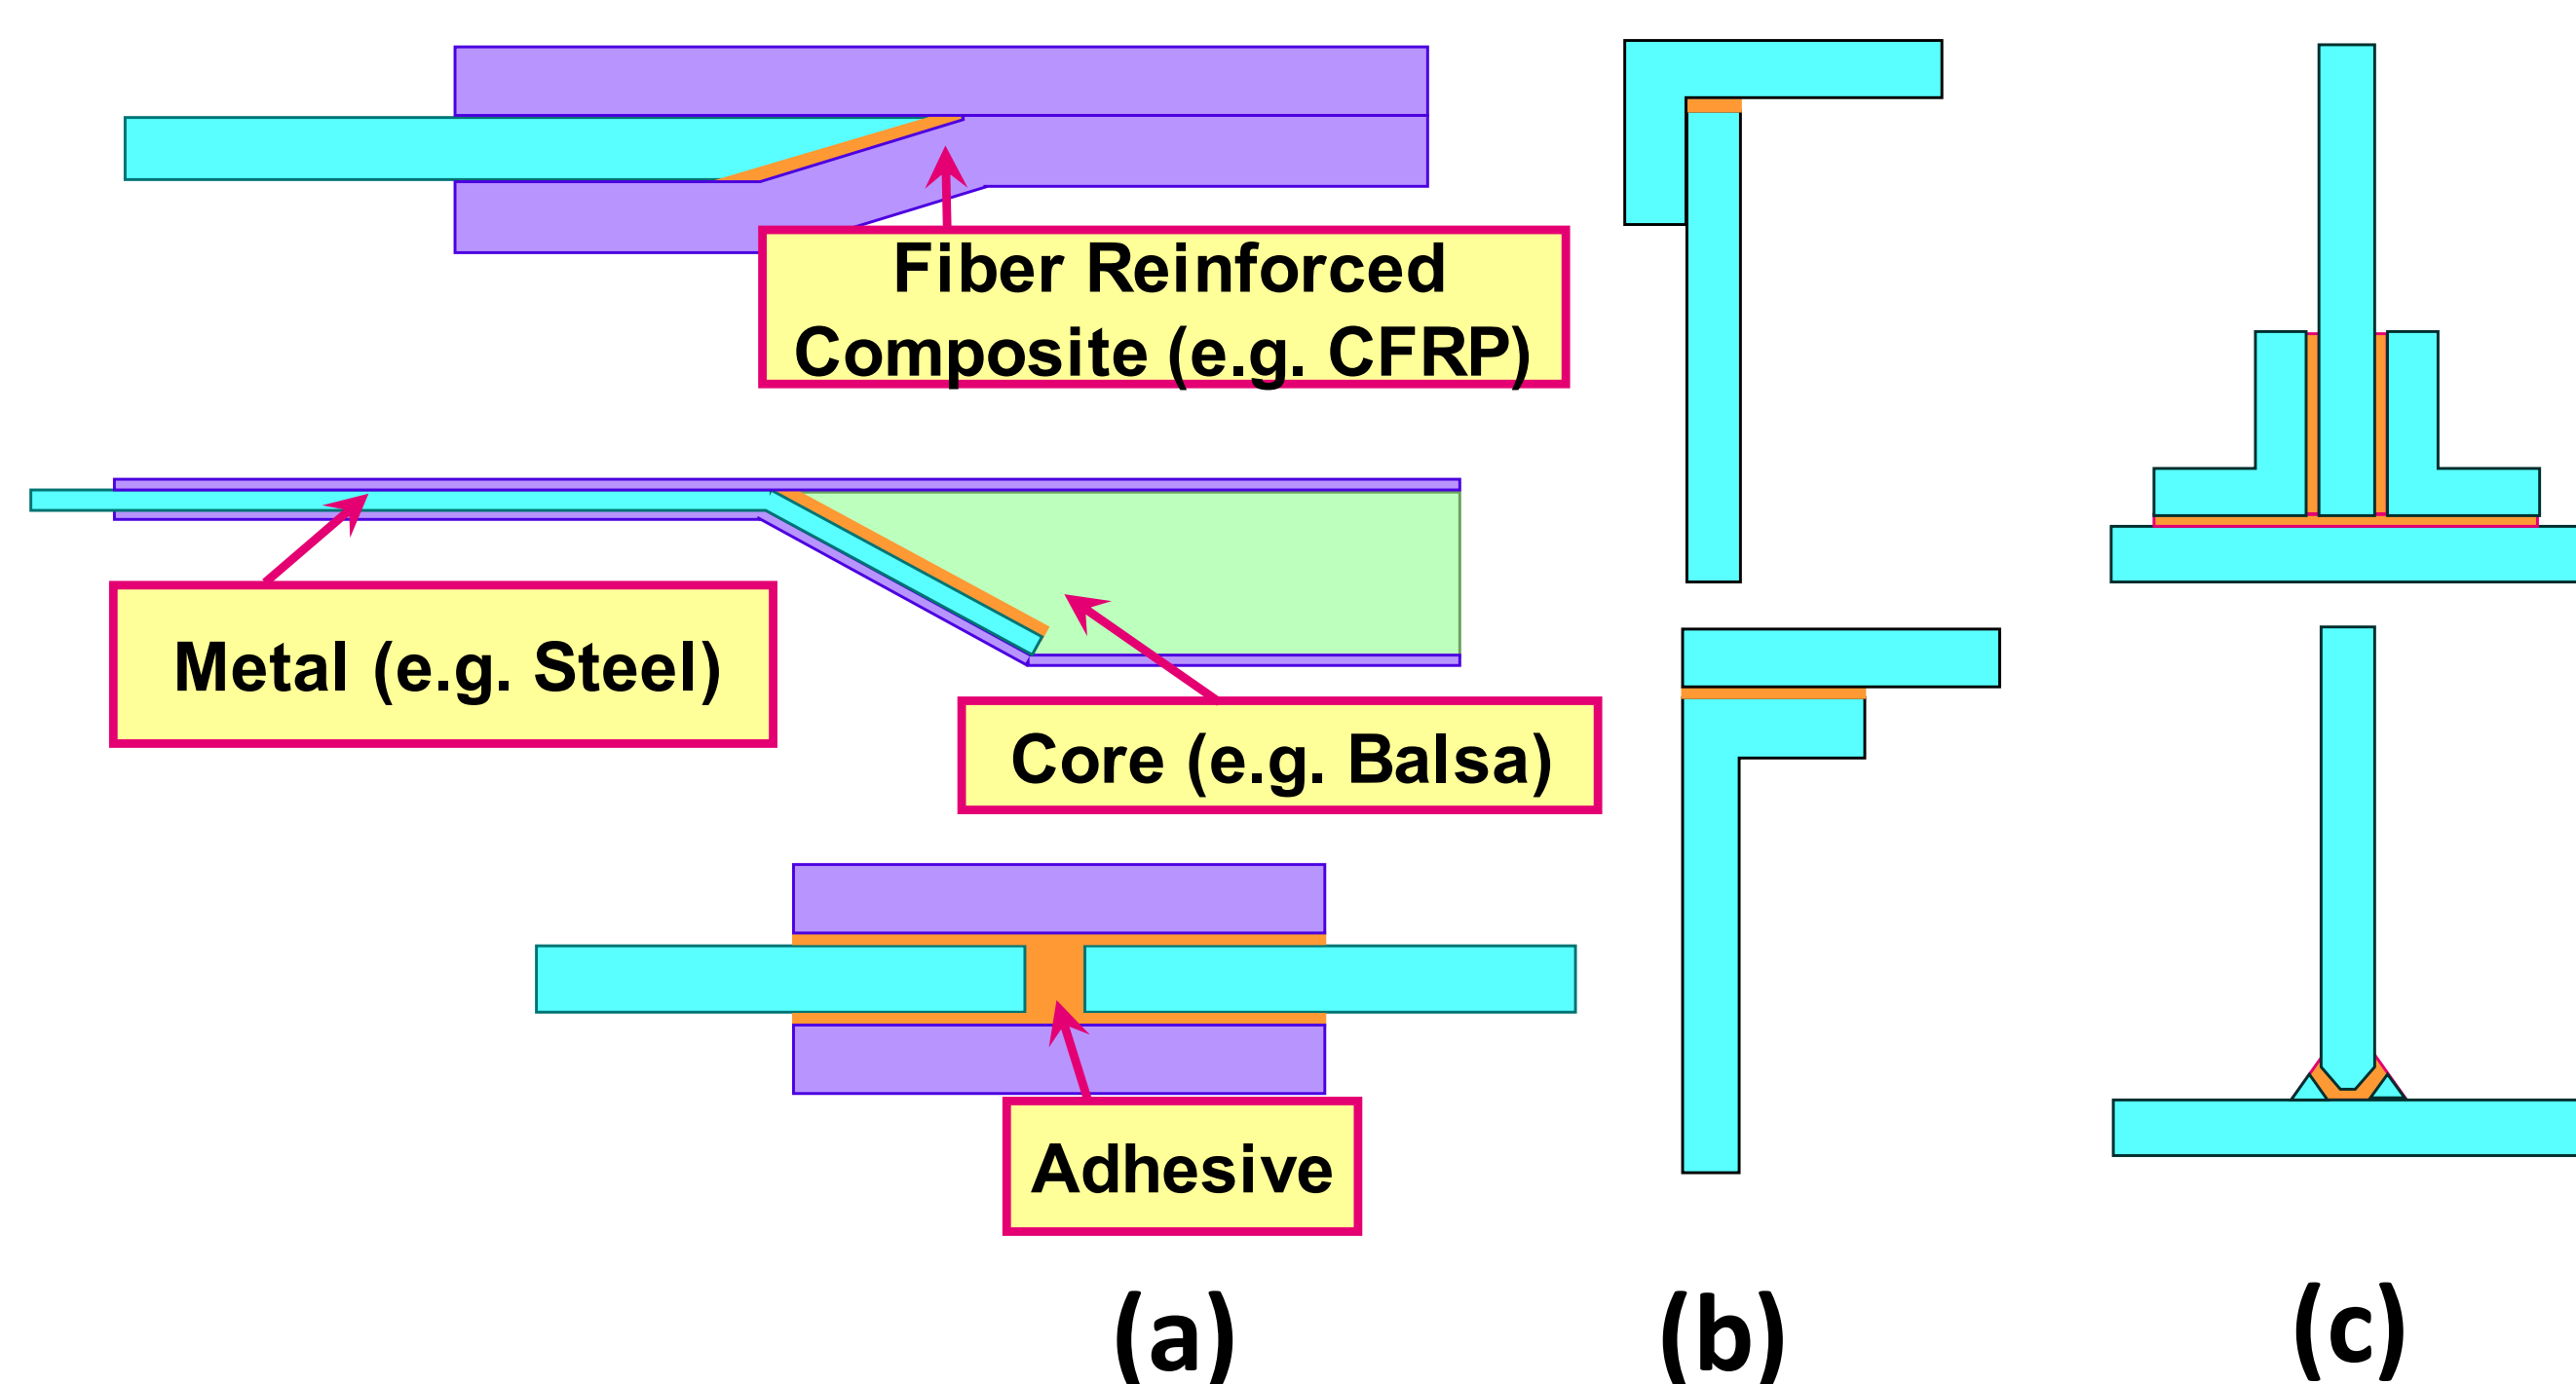 Fiber Reinforced
Composite (e.g. CFRP)
Metal (e.g. Steel)
Core (e.g. Balsa)
Adhesive
(a)
(b)
(c)